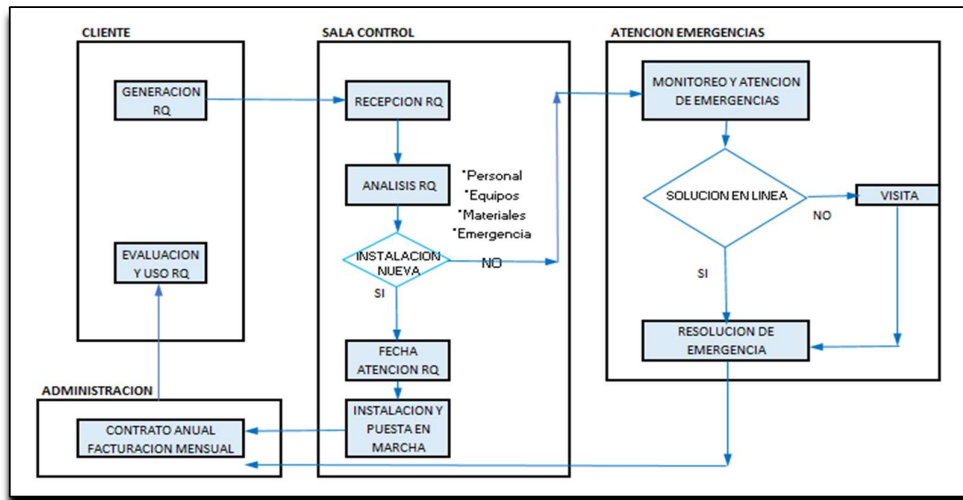 CLIENTE
GENERACION
RQ
EVALUACION
Y USO RQ
ADMINISTRACION
CONTRATO ANUAL
FACTURACION MENSUAL
SALA CONTROL
RECEPCION RQ
ANALISIS RQ
*Personal
*Equipos
*Materiales
*Emergencia
INSTALACION
NUEVA
NO
SI
FECHA
ATENCION RQ
INSTALACION Y
PUESTA EN
MARCHA
ATENCION EMERGENCIAS
MONITOREO Y ATENCION
DE EMERGENCIAS
SOLUCION EN LINEA
NO
VISITA
SI
RESOLUCION DE
EMERGENCIA